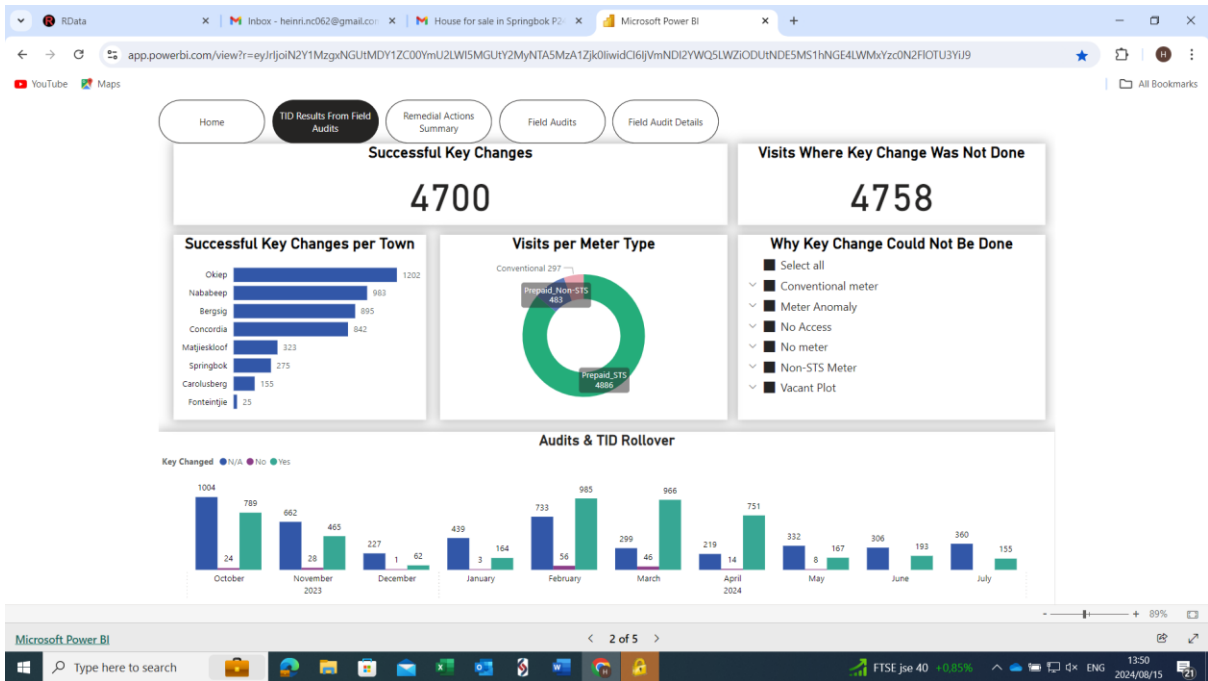 RData
Inbox - heinri.nc062@gmail.con
House for sale in Springbok P24
Microsoft Power BI
YouTube
Maps
All Bookmarks
Home
TID Results From Field
Audits
Remedial Actions
Summary
Field Audits
Field Audit Details
Successful Key Changes
4700
Visits Where Key Change Was Not Done
4758
Successful Key Changes per Town
Okiep 1202
Nababeep 983
Bergsig 895
Concordia 842
Matjieskloof 323
Springbok 275
Carolusberg 155
Fonteintjie 25
Visits per Meter Type
Conventional 297
Prepaid_Non-STS
483
Prepaid_STS
4886
Why Key Change Could Not Be Done
Select all
Conventional meter
Meter Anomaly
No Access
No meter
Non-STS Meter
Vacant Plot
Audits & TID Rollover
Key Changed N/A No Yes
1004 24 789
662 28 465
227 1 62
439 3 164
733 56 985
299 46 966
219 14 751
332 8 167
306 193
360 155
October November December January February March April May June July
2023 2024
89%
Microsoft Power BI
2 of 5
Type here to search
FTSE jse 40 +0,85%
ENG
13:50
2024/08/15
21